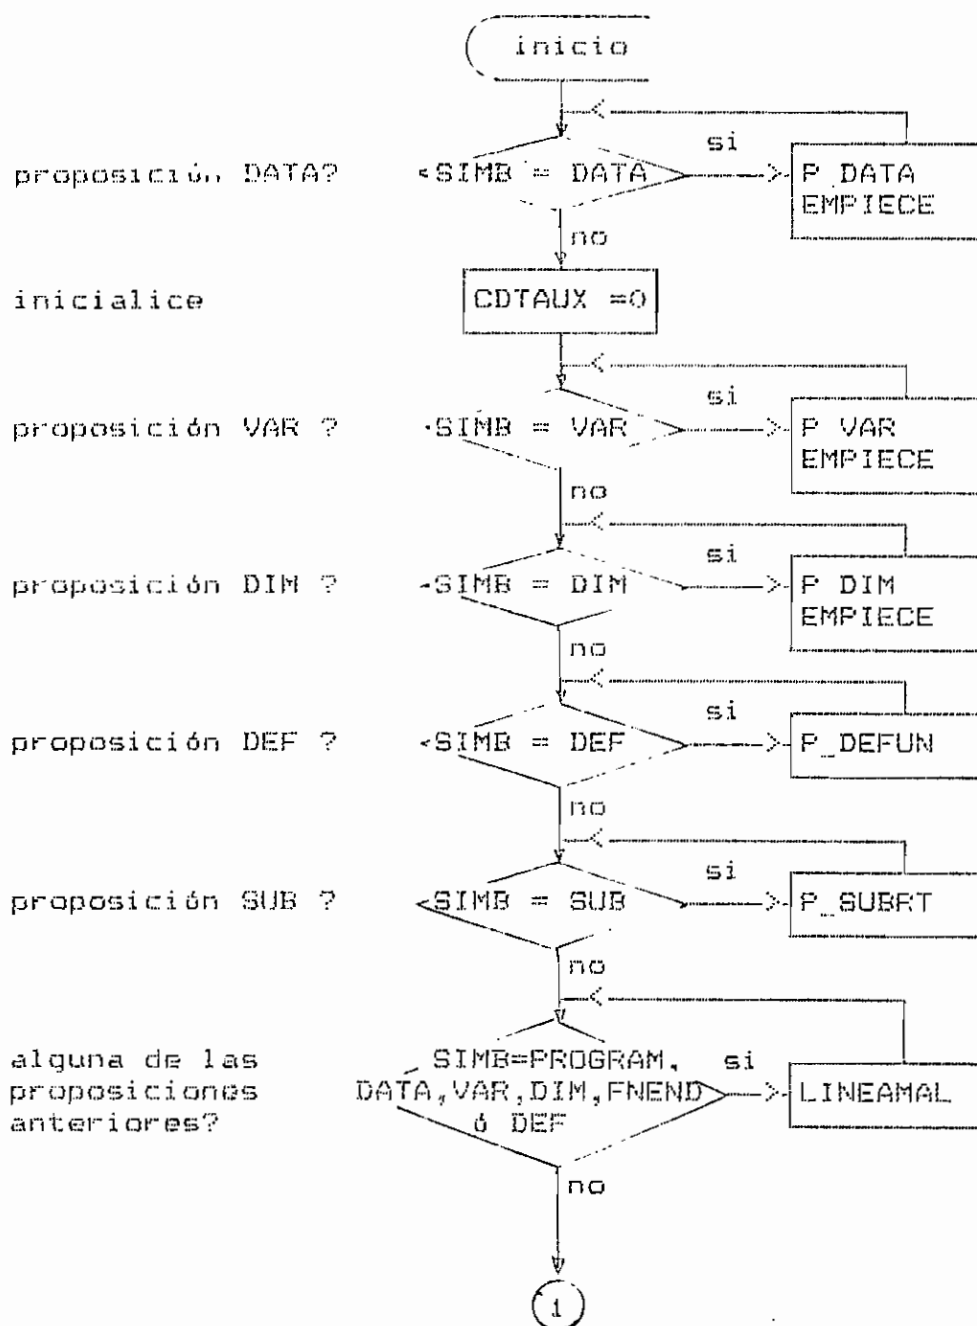 inicio
si
proposición DATA? SIMB = DATA P DATA
EMPIECE
no
inicialice CDTAUX =0
si
proposición VAR ? SIMB = VAR P VAR
EMPIECE
no
si
proposición DIM ? SIMB = DIM P DIM
EMPIECE
no
si
proposición DEF ? SIMB = DEF P_DEFUN
no
si
proposición SUB ? SIMB = SUB P_SUBRT
no
alguna de las SIMB=PROGRAM, si
proposiciones DATA,VAR,DIM,FNEND LINEAMAL
anteriores? ó DEF
no
1